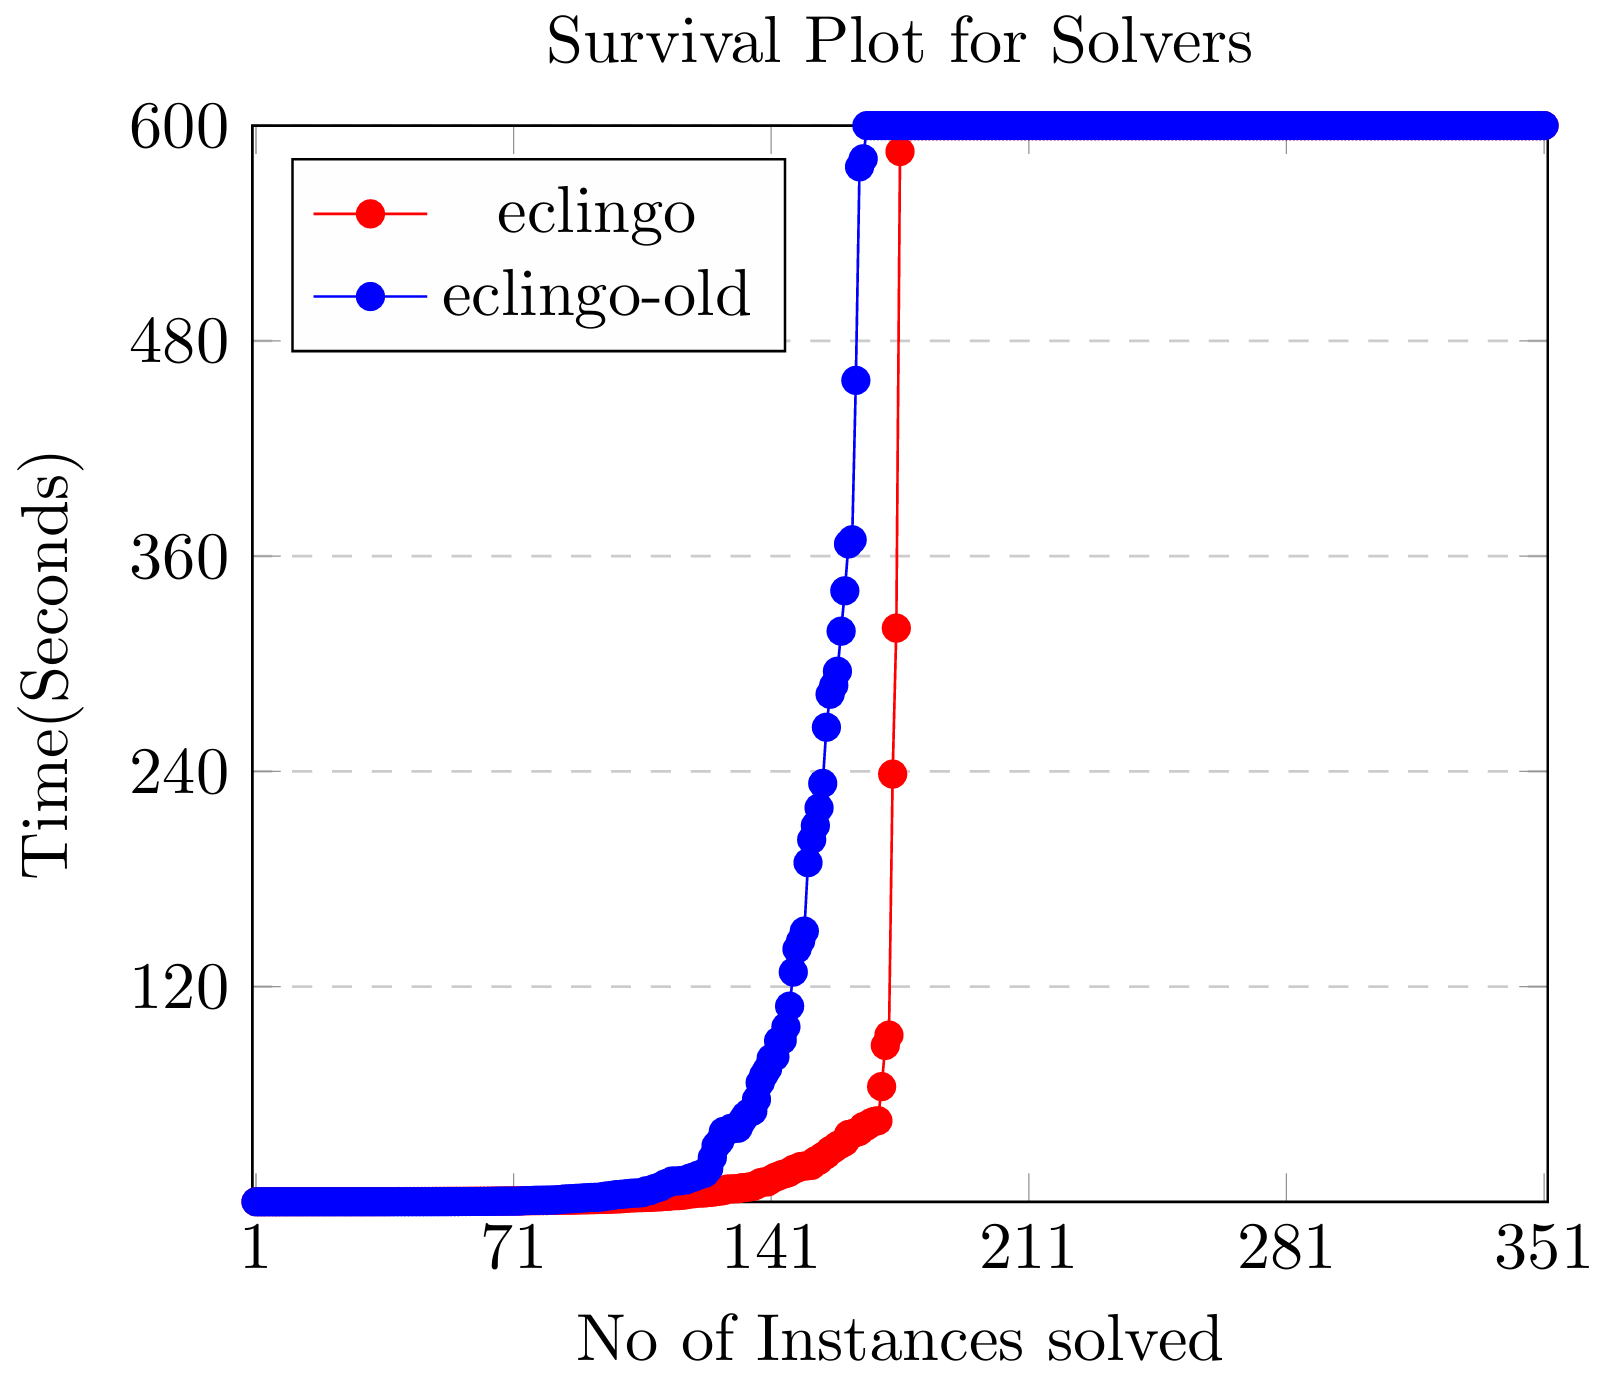 Survival Plot for Solvers
600
480
360
240
120
Time(Seconds)
eclingo
eclingo-old
1 71 141 211 281 351
No of Instances solved